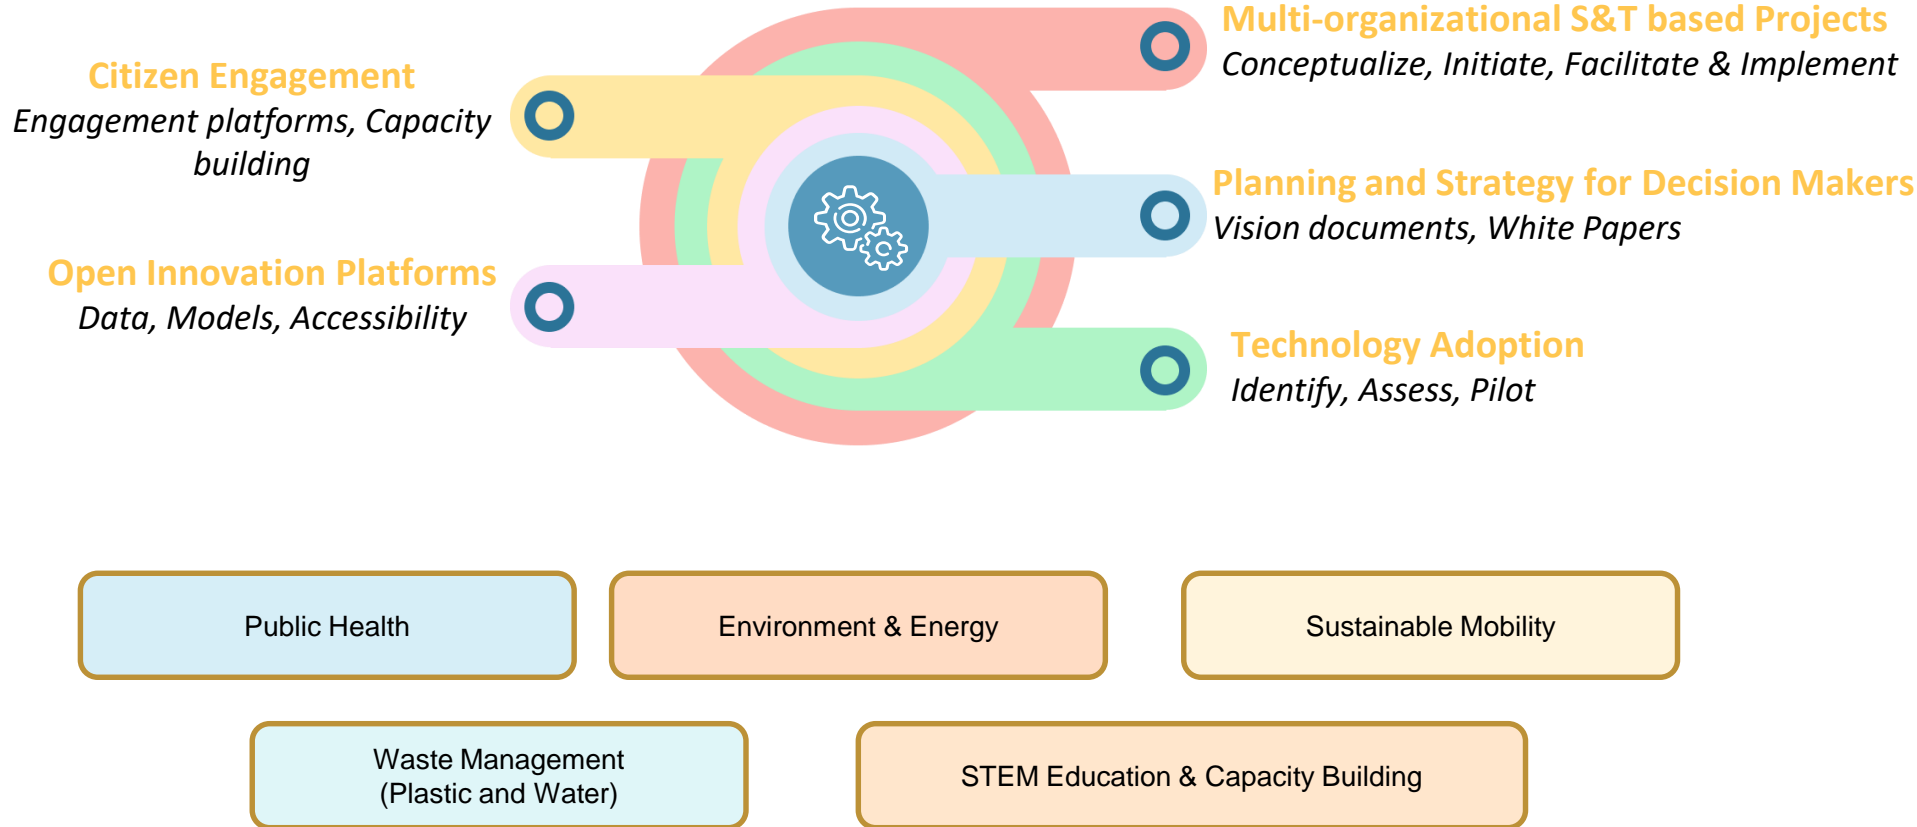 Citizen Engagement
Engagement platforms, Capacity
building
Open Innovation Platforms
Data, Models, Accessibility
Multi-organizational S&T based Projects
Conceptualize, Initiate, Facilitate & Implement
Planning and Strategy for Decision Makers
Vision documents, White Papers
Technology Adoption
Identify, Assess, Pilot
Public Health
Environment & Energy
Sustainable Mobility
Waste Management
(Plastic and Water)
STEM Education & Capacity Building